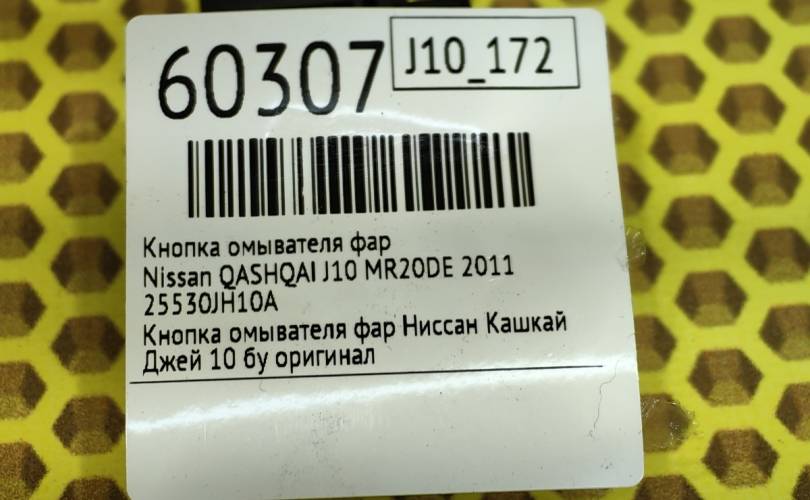 60307
J10_172
Кнопка омывателя фар
Nissan QASHQAI J10 MR20DE 2011
25530JH10A
Кнопка омывателя фар Ниссан Кашкай
Джей 10 бу оригинал